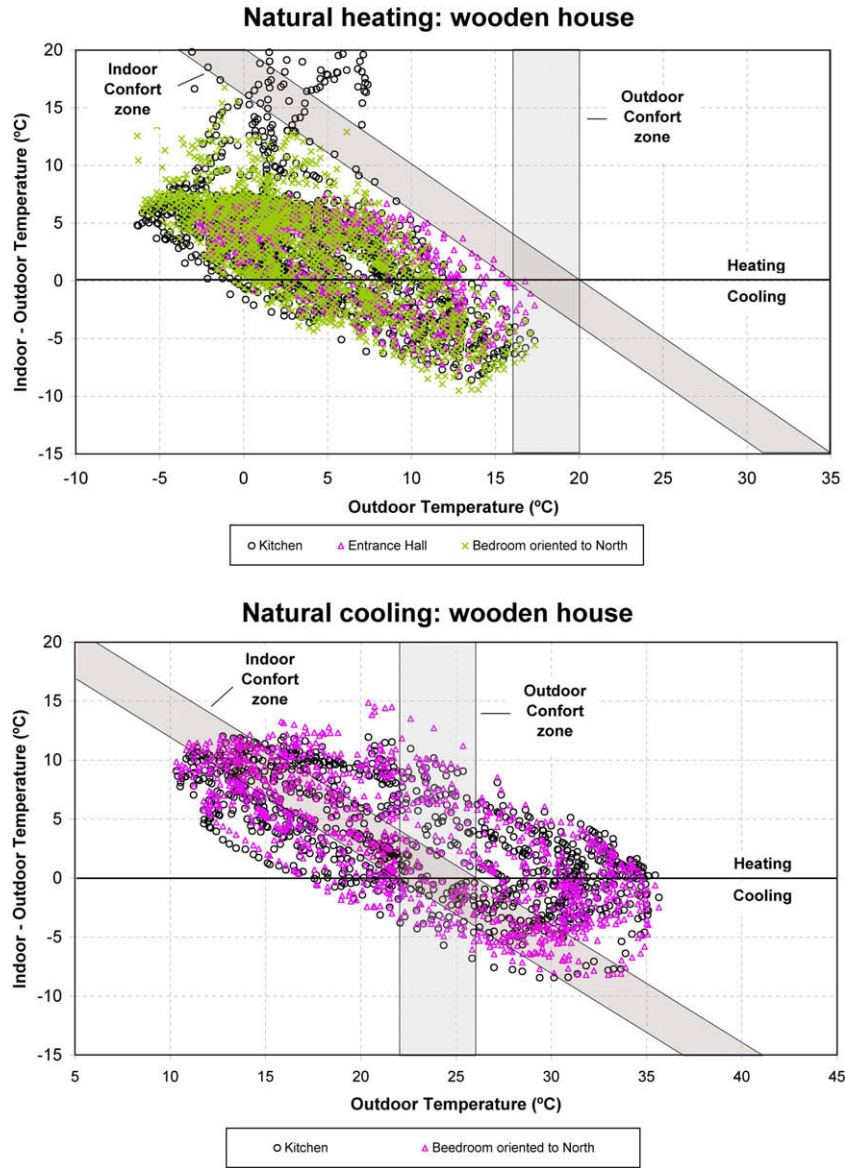 Natural heating: wooden house
20
15
10
5
0
-5
-10
-15
Indoor - Outdoor Temperature (ºC)
Indoor
Confort
zone
Outdoor
Confort
zone
Heating
Cooling
-10
-5
0
5
10
15
20
25
30
35
Outdoor Temperature (ºC)
Kitchen
Entrance Hall
Bedroom oriented to North
Natural cooling: wooden house
20
15
10
5
0
-5
-10
-15
Indoor - Outdoor Temperature (ºC)
Indoor
Confort
zone
Outdoor
Confort
zone
Heating
Cooling
5
10
15
20
25
30
35
40
45
Outdoor Temperature (ºC)
Kitchen
Beedroom oriented to North